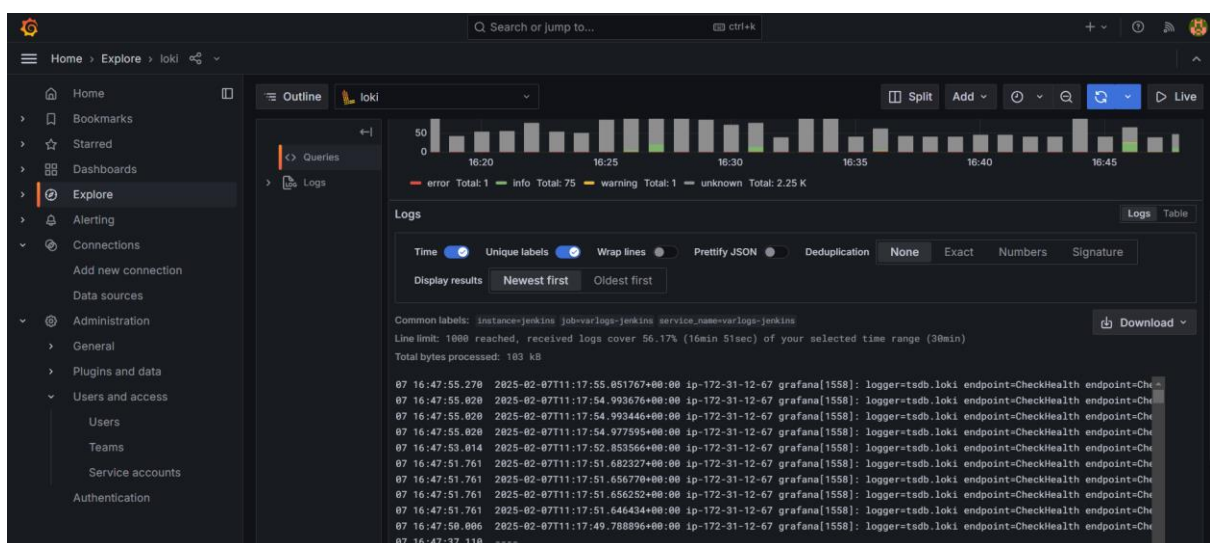 Search or jump to... ctrl+k
Home › Explore › loki
Home
Bookmarks
Starred
Dashboards
Explore
Alerting
Connections
Add new connection
Data sources
Administration
General
Plugins and data
Users and access
Users
Teams
Service accounts
Authentication
Outline
loki
Split Add Live
Queries
Logs
50
0
16:20 16:25 16:30 16:35 16:40 16:45
error Total: 1 info Total: 75 warning Total: 1 unknown Total: 2.25 K
Logs
Logs Table
Time Unique labels Wrap lines Prettify JSON Deduplication None Exact Numbers Signature
Display results Newest first Oldest first
Common labels: instance=jenkins job=varlogs-jenkins service_name=varlogs-jenkins
Download
Line limit: 1000 reached, received logs cover 56.17% (16min 51sec) of your selected time range (30min)
Total bytes processed: 103 kB
07 16:47:55.270 2025-02-07T11:17:55.051767+00:00 ip-172-31-12-67 grafana[1558]: logger=tsdb.loki endpoint=CheckHealth endpoint=Che
07 16:47:55.020 2025-02-07T11:17:54.993676+00:00 ip-172-31-12-67 grafana[1558]: logger=tsdb.loki endpoint=CheckHealth endpoint=Che
07 16:47:55.020 2025-02-07T11:17:54.993446+00:00 ip-172-31-12-67 grafana[1558]: logger=tsdb.loki endpoint=CheckHealth endpoint=Che
07 16:47:55.020 2025-02-07T11:17:54.977595+00:00 ip-172-31-12-67 grafana[1558]: logger=tsdb.loki endpoint=CheckHealth endpoint=Che
07 16:47:53.014 2025-02-07T11:17:52.853566+00:00 ip-172-31-12-67 grafana[1558]: logger=tsdb.loki endpoint=CheckHealth endpoint=Che
07 16:47:51.761 2025-02-07T11:17:51.682327+00:00 ip-172-31-12-67 grafana[1558]: logger=tsdb.loki endpoint=CheckHealth endpoint=Che
07 16:47:51.761 2025-02-07T11:17:51.656770+00:00 ip-172-31-12-67 grafana[1558]: logger=tsdb.loki endpoint=CheckHealth endpoint=Che
07 16:47:51.761 2025-02-07T11:17:51.656252+00:00 ip-172-31-12-67 grafana[1558]: logger=tsdb.loki endpoint=CheckHealth endpoint=Che
07 16:47:51.761 2025-02-07T11:17:51.646434+00:00 ip-172-31-12-67 grafana[1558]: logger=tsdb.loki endpoint=CheckHealth endpoint=Che
07 16:47:50.006 2025-02-07T11:17:49.788896+00:00 ip-172-31-12-67 grafana[1558]: logger=tsdb.loki endpoint=CheckHealth endpoint=Che
07 16:47:37.110